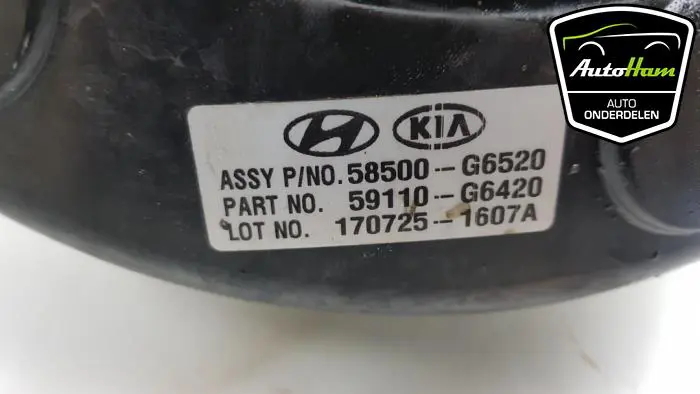 AutoHam
AUTO
ONDERDELEN
KIA
ASSY P/NO. 58500-G6520
PART NO. 59110-G6420
LOT NO. 170725-1607A